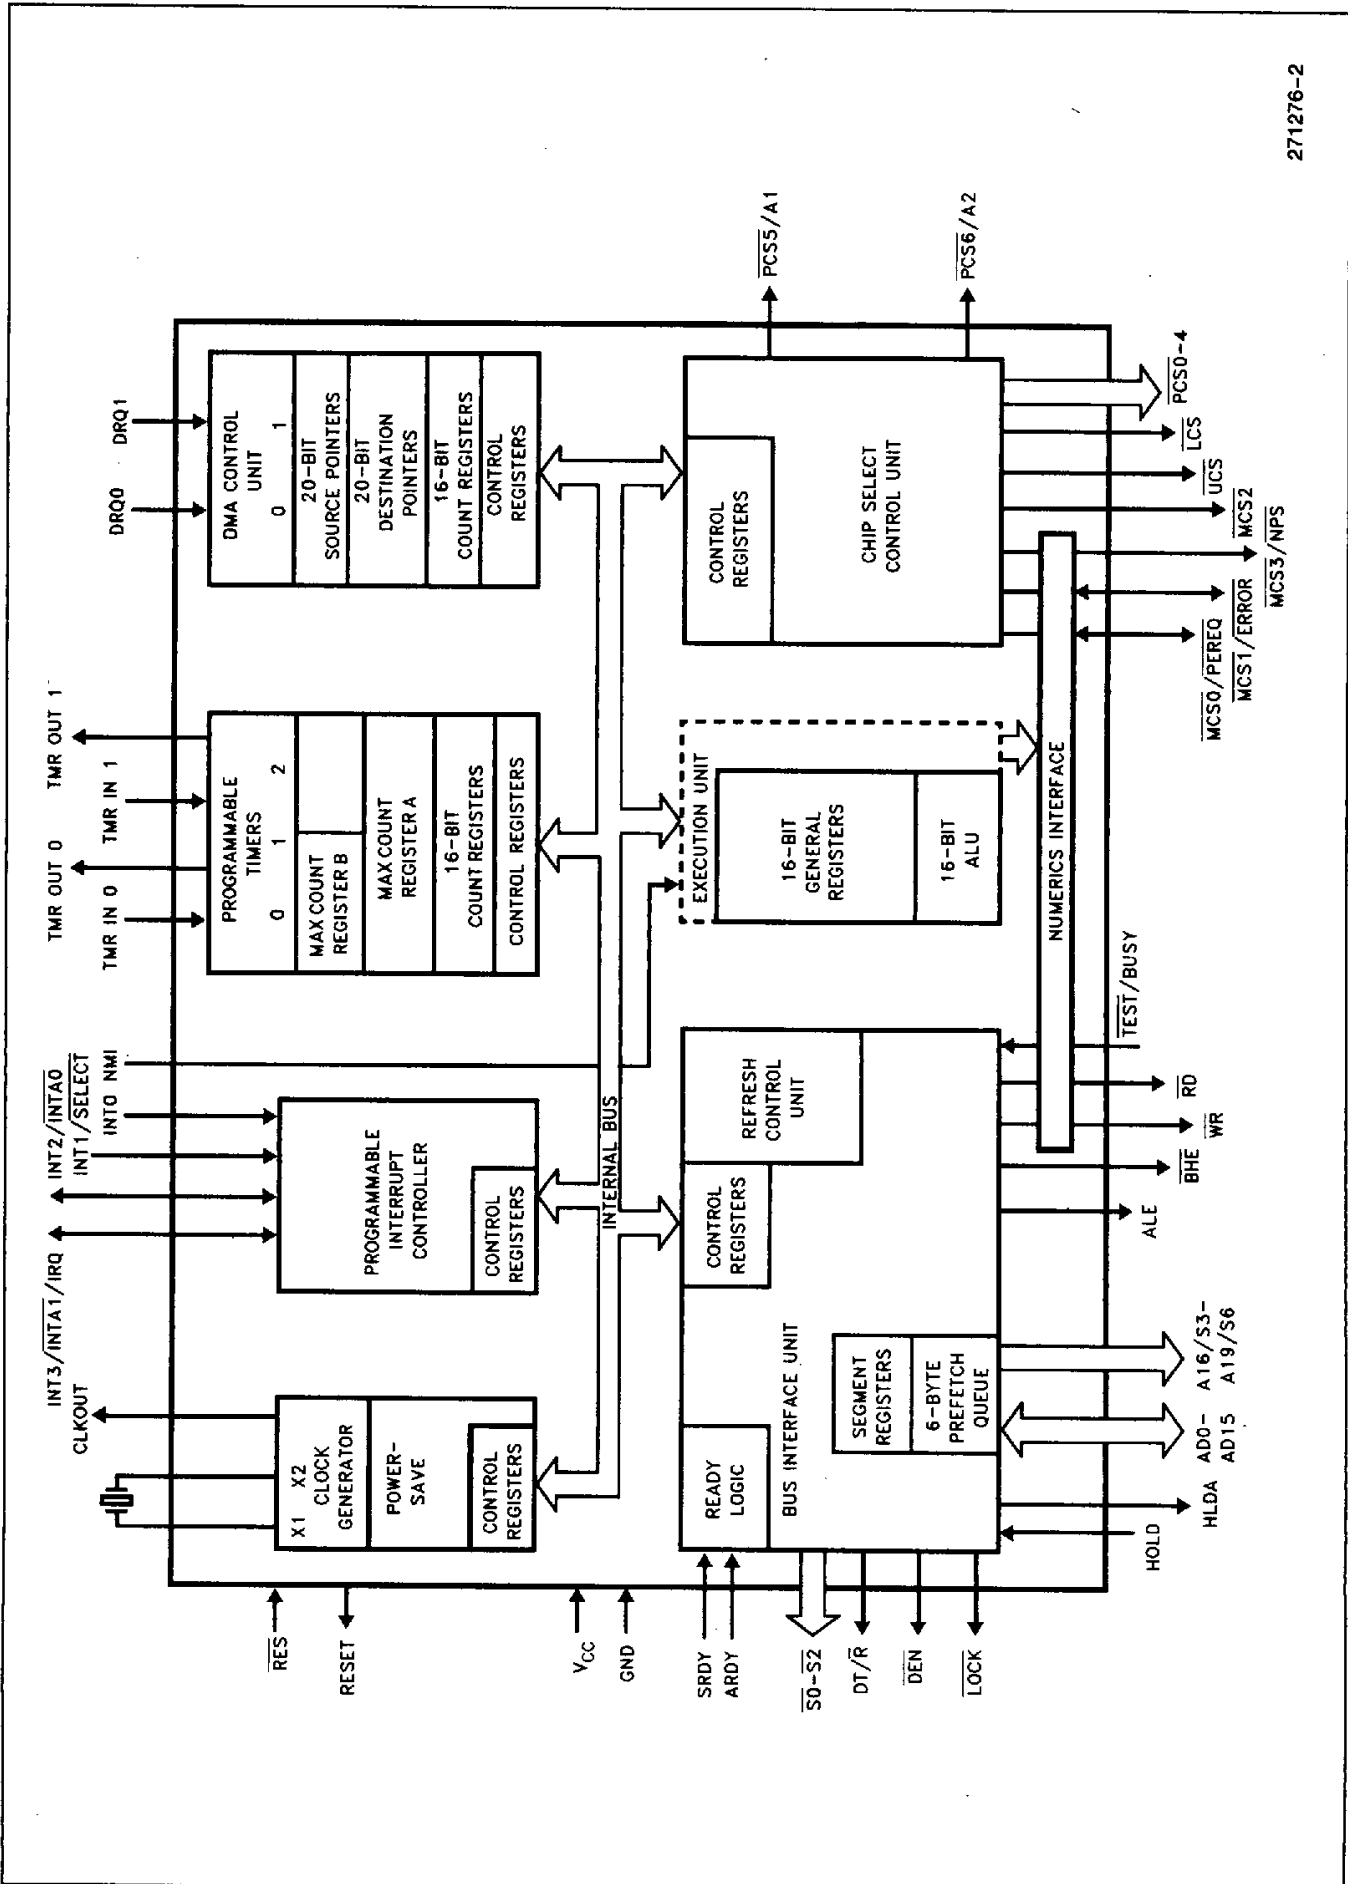 INT3/INTA1/IRQ
INT2/INTA0
INT1/SELECT
CLKOUT
INT0 NMI
TMR OUT 0
TMR IN 0
TMR OUT 1
TMR IN 1
DRQ0
DRQ1
X1 X2
CLOCK
GENERATOR
POWER-
SAVE
CONTROL
REGISTERS
PROGRAMMABLE
INTERRUPT
CONTROLLER
CONTROL
REGISTERS
PROGRAMMABLE
TIMERS
0 1 2
MAX COUNT
REGISTER B
MAX COUNT
REGISTER A
16-BIT
COUNT REGISTERS
CONTROL REGISTERS
DMA CONTROL
UNIT
0 1
20-BIT
SOURCE POINTERS
20-BIT
DESTINATION
POINTERS
16-BIT
COUNT REGISTERS
CONTROL
REGISTERS
RES
RESET
VCC
GND
INTERNAL BUS
SRDY
ARDY
S0-S2
DT/R
DEN
LOCK
READY
LOGIC
BUS INTERFACE UNIT
CONTROL
REGISTERS
REFRESH
CONTROL
UNIT
SEGMENT
REGISTERS
6-BYTE
PREFETCH
QUEUE
EXECUTION UNIT
16-BIT
GENERAL
REGISTERS
16-BIT
ALU
CONTROL
REGISTERS
CHIP SELECT
CONTROL UNIT
PCS5/A1
PCS6/A2
NUMERICS INTERFACE
HOLD
HLDA
AD0-
AD15
A16/S3-
A19/S6
ALE
BHE
WR
RD
TEST/BUSY
MCS0/PEREQ
MCS1/ERROR
MCS3/NPS
MCS2
UCS
LCS
PCS0-4
271276-2